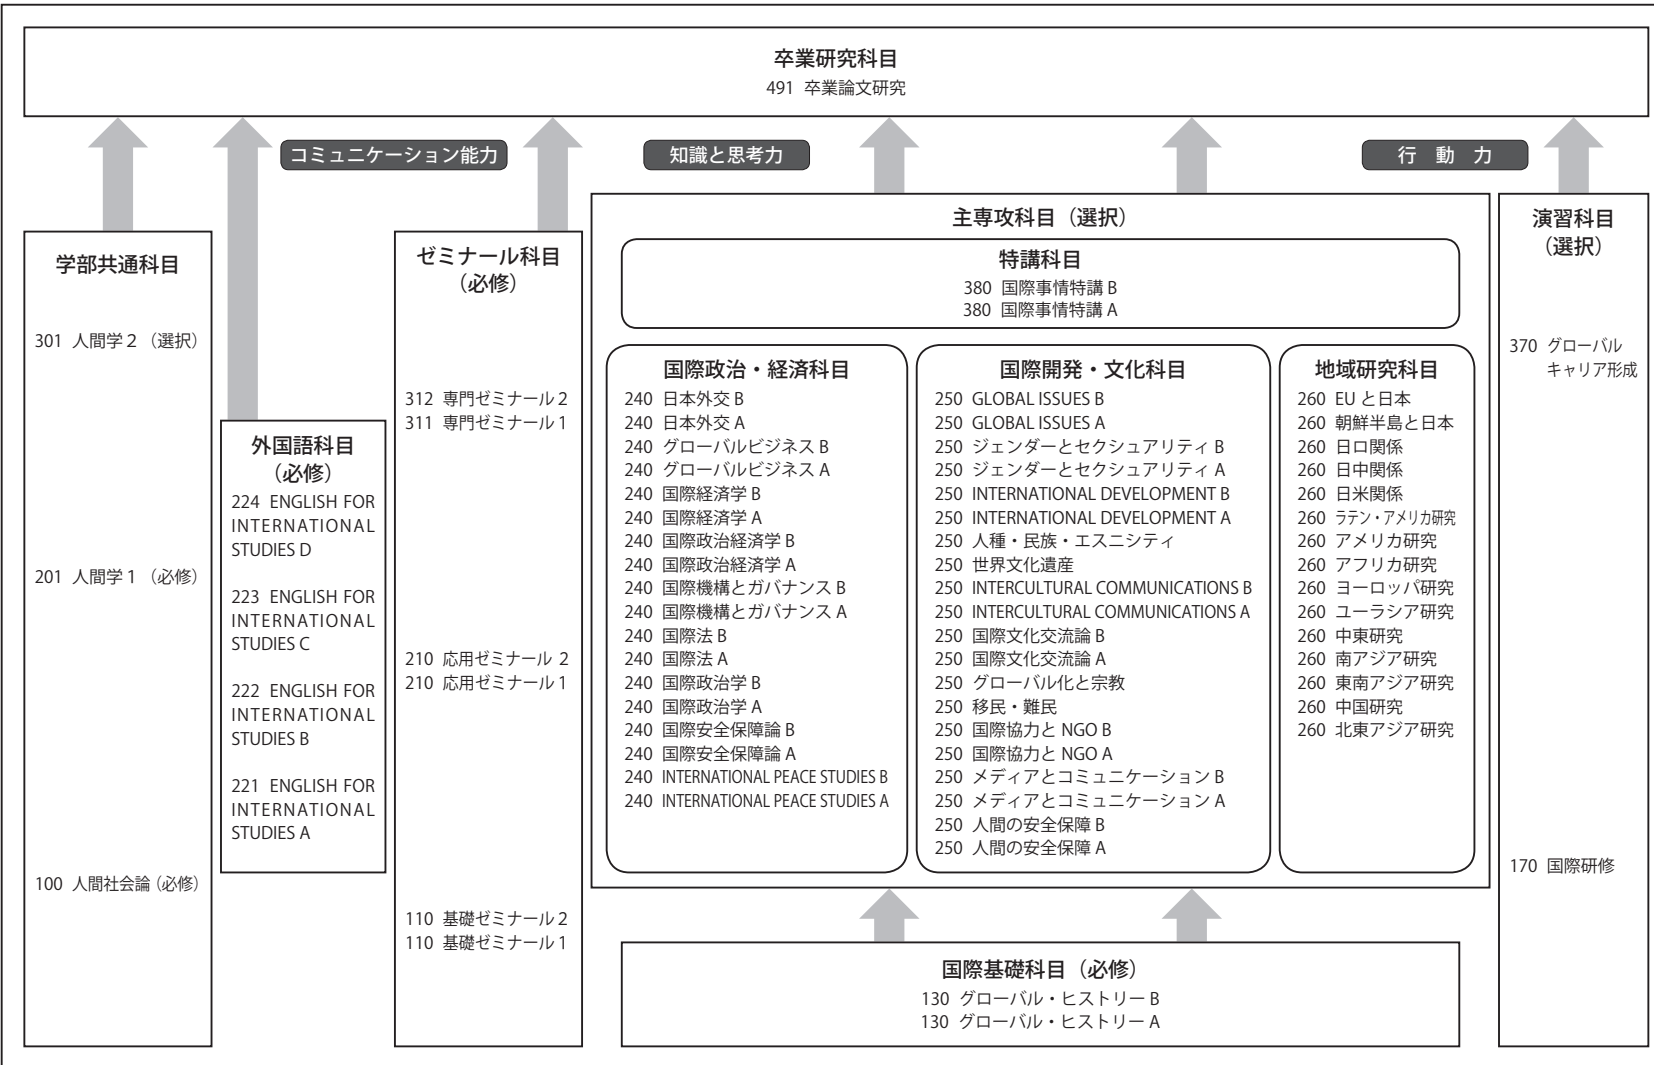 卒業研究科目
491 卒業論文研究
コミュニケーション能力
知識と思考力
行 動 力
学部共通科目
301 人間学 2 (選択)
201 人間学 1 (必修)
100 人間社会論 (必修)
外国語科目
(必修)
224 ENGLISH FOR
INTERNATIONAL
STUDIES D
223 ENGLISH FOR
INTERNATIONAL
STUDIES C
222 ENGLISH FOR
INTERNATIONAL
STUDIES B
221 ENGLISH FOR
INTERNATIONAL
STUDIES A
ゼミナール科目
(必修)
312 専門ゼミナール 2
311 専門ゼミナール 1
210 応用ゼミナール 2
210 応用ゼミナール 1
110 基礎ゼミナール 2
110 基礎ゼミナール 1
主専攻科目(選択)
特講科目
380 国際事情特講 B
380 国際事情特講 A
国際政治・経済科目
240 日本外交 B
240 日本外交 A
240 グローバルビジネス B
240 グローバルビジネス A
240 国際経済学 B
240 国際経済学 A
240 国際政治経済学 B
240 国際政治経済学 A
240 国際機構とガバナンス B
240 国際機構とガバナンス A
240 国際法 B
240 国際法 A
240 国際政治学 B
240 国際政治学 A
240 国際安全保障論 B
240 国際安全保障論 A
240 INTERNATIONAL PEACE STUDIES B
240 INTERNATIONAL PEACE STUDIES A
国際開発・文化科目
250 GLOBAL ISSUES B
250 GLOBAL ISSUES A
250 ジェンダーとセクシュアリティ B
250 ジェンダーとセクシュアリティ A
250 INTERNATIONAL DEVELOPMENT B
250 INTERNATIONAL DEVELOPMENT A
250 人種・民族・エスニシティ
250 世界文化遺産
250 INTERCULTURAL COMMUNICATIONS B
250 INTERCULTURAL COMMUNICATIONS A
250 国際文化交流論 B
250 国際文化交流論 A
250 グローバル化と宗教
250 移民・難民
250 国際協力と NGO B
250 国際協力と NGO A
250 メディアとコミュニケーション B
250 メディアとコミュニケーション A
250 人間の安全保障 B
250 人間の安全保障 A
地域研究科目
260 EU と日本
260 朝鮮半島と日本
260 日ロ関係
260 日中関係
260 日米関係
260 ラテン・アメリカ研究
260 アメリカ研究
260 アフリカ研究
260 ヨーロッパ研究
260 ユーラシア研究
260 中東研究
260 南アジア研究
260 東南アジア研究
260 中国研究
260 北東アジア研究
国際基礎科目(必修)
130 グローバル・ヒストリー B
130 グローバル・ヒストリー A
演習科目
(選択)
370 グローバル
キャリア形成
170 国際研修